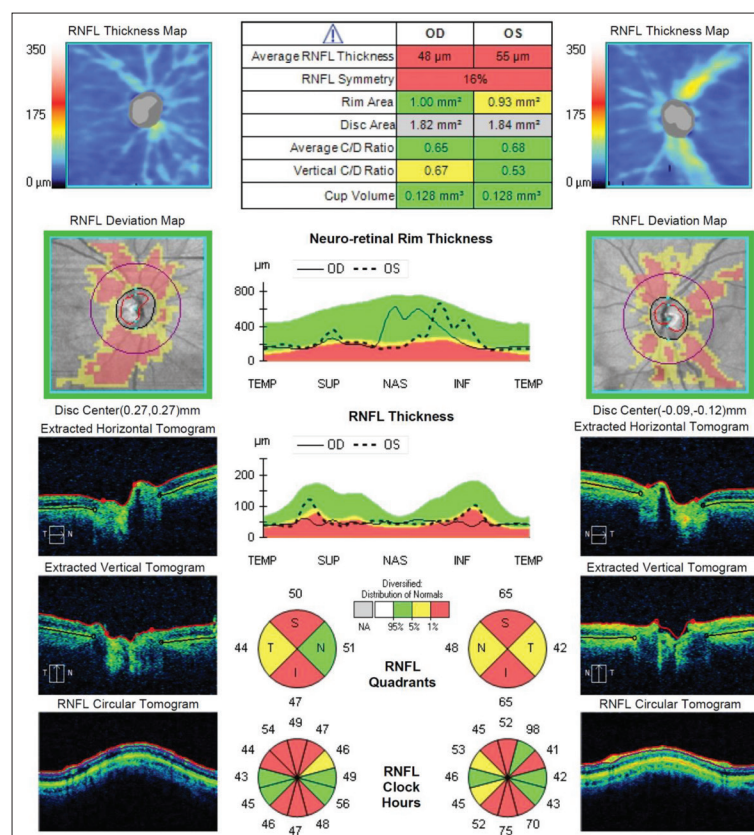 RNFL Thickness Map
350
175
0 µm
OD OS
Average RNFL Thickness 48 µm 55 µm
RNFL Symmetry 16%
Rim Area 1.00 mm² 0.93 mm²
Disc Area 1.82 mm² 1.84 mm²
Average C/D Ratio 0.65 0.68
Vertical C/D Ratio 0.67 0.53
Cup Volume 0.128 mm³ 0.128 mm³
RNFL Thickness Map
350
175
0 µm
RNFL Deviation Map
Disc Center(0.27,0.27)mm
Neuro-retinal Rim Thickness
µm OD OS
800
400
0
TEMP SUP NAS INF TEMP
RNFL Deviation Map
Disc Center(-0.09,-0.12)mm
Extracted Horizontal Tomogram
T N
RNFL Thickness
µm OD OS
200
100
0
TEMP SUP NAS INF TEMP
Extracted Horizontal Tomogram
N T
Extracted Vertical Tomogram
I S
Diversified:
Distribution of Normals
NA 95% 5% 1%
50
44 T S N I 51
47
RNFL
Quadrants
65
48 N S T I 42
65
Extracted Vertical Tomogram
I S
RNFL Circular Tomogram
49
54 47
44 46
43 49
45 56
46 48
47
RNFL
Clock
Hours
52
45 98
53 41
46 42
45 43
52 70
75
RNFL Circular Tomogram